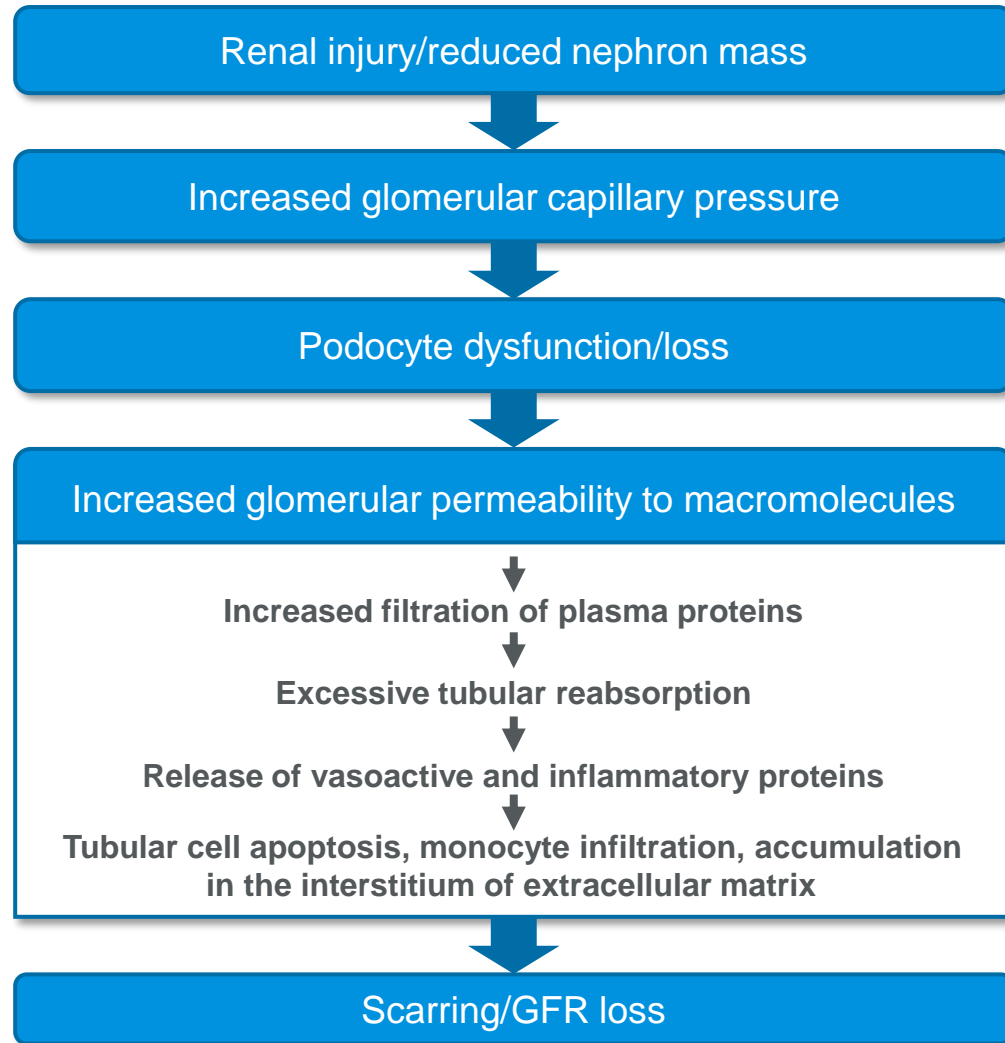 Renal injury/reduced nephron mass
Increased glomerular capillary pressure
Podocyte dysfunction/loss
Increased glomerular permeability to macromolecules
Increased filtration of plasma proteins
Excessive tubular reabsorption
Release of vasoactive and inflammatory proteins
Tubular cell apoptosis, monocyte infiltration, accumulation
in the interstitium of extracellular matrix
Scarring/GFR loss